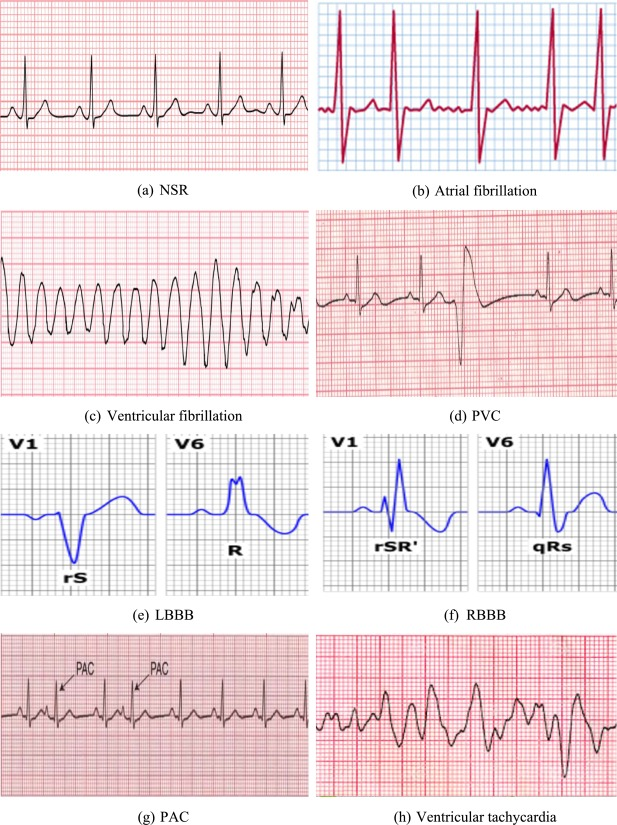 (a) NSR
(b) Atrial fibrillation
(c) Ventricular fibrillation
(d) PVC
V1
V6
rS
R
(e) LBBB
V1
V6
rSR'
qRs
(f) RBBB
PAC
PAC
(g) PAC
(h) Ventricular tachycardia